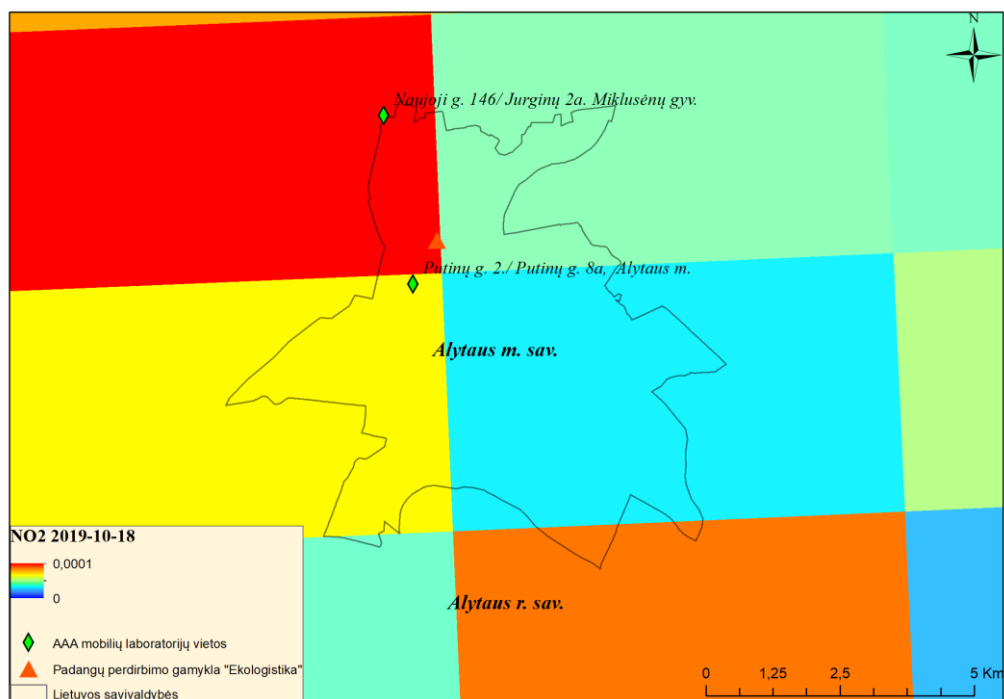 N
Naujoji g. 146/ Jurginų 2a. Miklusėnų gyv.
Putinų g. 2./ Putinų g. 8a, Alytaus m.
Alytaus m. sav.
Alytaus r. sav.
NO2 2019-10-18
0,0001
0
AAA mobilių laboratorijų vietos
Padangų perdirbimo gamykla "Ekologistika"
Lietuvos savivaldybės
0 1,25 2,5 5 Km